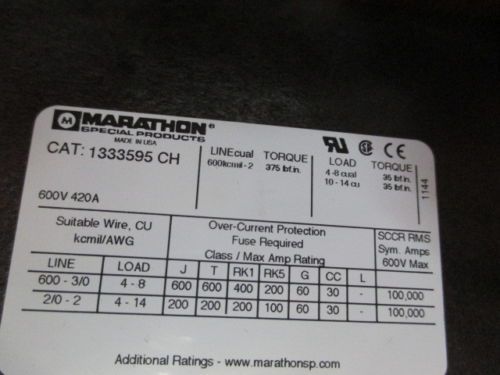 M MARATHON®
SPECIAL PRODUCTS
MADE IN USA
CAT: 1333595 CH
600V 420A
LINE cual TORQUE
600kcmil - 2 375 lbf.in.
LOAD TORQUE
4 - 8 cual 35 lbf.in.
10 - 14 cu 35 lbf.in.
1144
Suitable Wire, CU
kcmil/AWG
Over-Current Protection
Fuse Required
Class / Max Amp Rating
SCCR RMS
Sym. Amps
600V Max
LINE LOAD J T RK1 RK5 G CC L
600 - 3/0 4 - 8 600 600 400 200 60 30 - 100,000
2/0 - 2 4 - 14 200 200 200 100 60 30 - 100,000
Additional Ratings - www.marathonsp.com